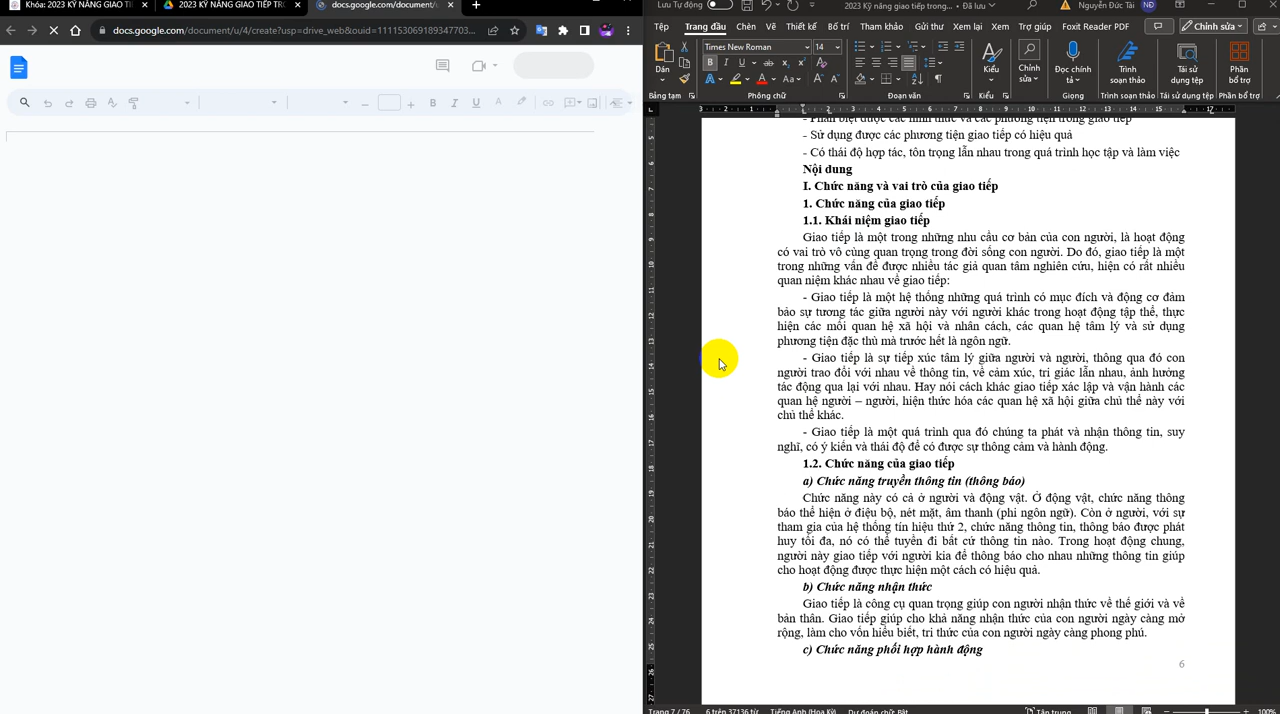 Khóa: 2023 KỸ NĂNG GIAO TIẾ
2023 KỸ NĂNG GIAO TIẾP TRO
docs.google.com/document/
docs.google.com/document/u/4/create?usp=drive_web&ouid=111153069189347703...
Lưu Tự động
2023 Kỹ năng giao tiếp trong...
Đã lưu
Nguyễn Đức Tài
Tệp Trang đầu Chèn Vẽ Thiết kế Bố trí Tham khảo Gửi thư Xem lại Xem Trợ giúp Foxit Reader PDF Chỉnh sửa
Times New Roman 14
Dán Kiểu Chỉnh sửa Đọc chính tả Trình soạn thảo Tái sử dụng tệp Phần bổ trợ
Bảng tạm Phông chữ Đoạn văn Kiểu Giọng Trình soạn thảo Tái sử dụng tệp Phần bổ trợ
- Phân biệt được các hình thức và các phương tiện trong giao tiếp
- Sử dụng được các phương tiện giao tiếp có hiệu quả
- Có thái độ hợp tác, tôn trọng lẫn nhau trong quá trình học tập và làm việc
Nội dung
I. Chức năng và vai trò của giao tiếp
1. Chức năng của giao tiếp
1.1. Khái niệm giao tiếp
Giao tiếp là một trong những nhu cầu cơ bản của con người, là hoạt động
có vai trò vô cùng quan trọng trong đời sống con người. Do đó, giao tiếp là một
trong những vấn đề được nhiều tác giả quan tâm nghiên cứu, hiện có rất nhiều
quan niệm khác nhau về giao tiếp:
- Giao tiếp là một hệ thống những quá trình có mục đích và động cơ đảm
bảo sự tương tác giữa người này với người khác trong hoạt động tập thể, thực
hiện các mối quan hệ xã hội và nhân cách, các quan hệ tâm lý và sử dụng
phương tiện đặc thù mà trước hết là ngôn ngữ.
- Giao tiếp là sự tiếp xúc tâm lý giữa người và người, thông qua đó con
người trao đổi với nhau về thông tin, về cảm xúc, tri giác lẫn nhau, ảnh hưởng
tác động qua lại với nhau. Hay nói cách khác giao tiếp xác lập và vận hành các
quan hệ người – người, hiện thức hóa các quan hệ xã hội giữa chủ thể này với
chủ thể khác.
- Giao tiếp là một quá trình qua đó chúng ta phát và nhận thông tin, suy
nghĩ, có ý kiến và thái độ để có được sự thông cảm và hành động.
1.2. Chức năng của giao tiếp
a) Chức năng truyền thông tin (thông báo)
Chức năng này có cả ở người và động vật. Ở động vật, chức năng thông
báo thể hiện ở điệu bộ, nét mặt, âm thanh (phi ngôn ngữ). Còn ở người, với sự
tham gia của hệ thống tín hiệu thứ 2, chức năng thông tin, thông báo được phát
huy tối đa, nó có thể tuyền đi bất cứ thông tin nào. Trong hoạt động chung,
người này giao tiếp với người kia để thông báo cho nhau những thông tin giúp
cho hoạt động được thực hiện một cách có hiệu quả.
b) Chức năng nhận thức
Giao tiếp là công cụ quan trọng giúp con người nhận thức về thế giới và về
bản thân. Giao tiếp giúp cho khả năng nhận thức của con người ngày càng mở
rộng, làm cho vốn hiểu biết, tri thức của con người ngày càng phong phú.
c) Chức năng phối hợp hành động
6
Trang 7 / 76 6 trên 37136 từ Tiếng Anh (Hoa Kỳ) Dự đoán chữ: Bật Tập trung 100%